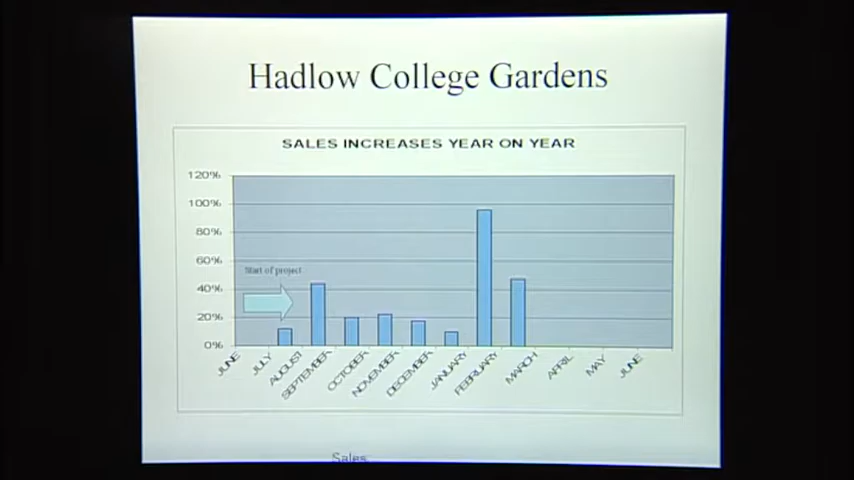 Hadlow College Gardens
SALES INCREASES YEAR ON YEAR
120%
100%
80%
60%
40%
20%
0%
Start of project
JUNE
JULY
AUGUST
SEPTEMBER
OCTOBER
NOVEMBER
DECEMBER
JANUARY
FEBRUARY
MARCH
APRIL
MAY
JUNE
Sales